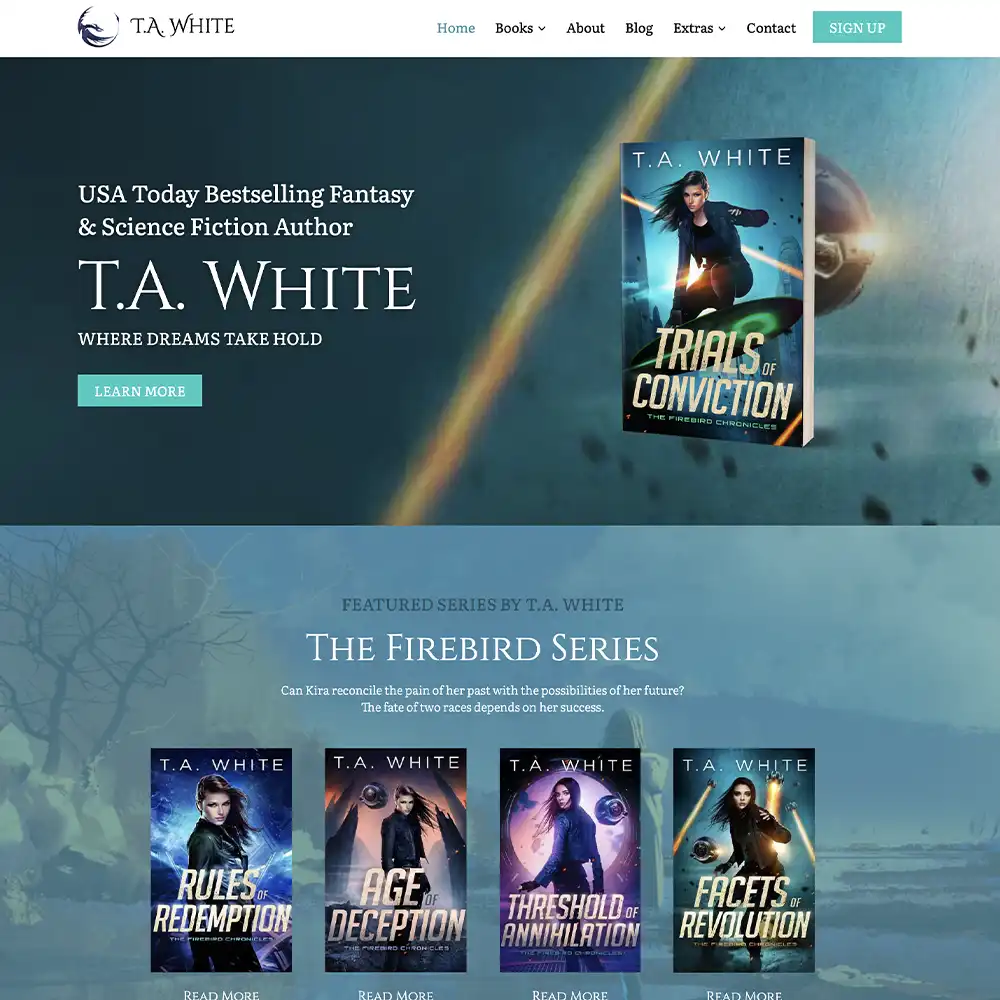 T.A. WHITE
Home Books About Blog Extras Contact SIGN UP
T.A. WHITE
TRIALS OF
CONVICTION
THE FIREBIRD CHRONICLES
USA Today Bestselling Fantasy
& Science Fiction Author
T.A. WHITE
WHERE DREAMS TAKE HOLD
LEARN MORE
FEATURED SERIES BY T.A. WHITE
THE FIREBIRD SERIES
Can Kira reconcile the pain of her past with the possibilities of her future?
The fate of two races depends on her success.
T.A. WHITE
RULES OF
REDEMPTION
THE FIREBIRD CHRONICLES
T.A. WHITE
AGE OF
DECEPTION
THE FIREBIRD CHRONICLES
T.A. WHITE
THRESHOLD OF
ANNIHILATION
THE FIREBIRD CHRONICLES
T.A. WHITE
FACETS OF
REVOLUTION
THE FIREBIRD CHRONICLES
READ MORE READ MORE READ MORE READ MORE